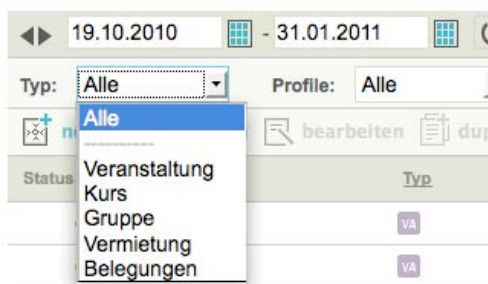 19.10.2010 - 31.01.2011
Typ: Alle Profile: Alle
Alle
----------
bearbeiten
Veranstaltung
Status Typ
Kurs
Gruppe
VA
Vermietung
Belegungen
VA